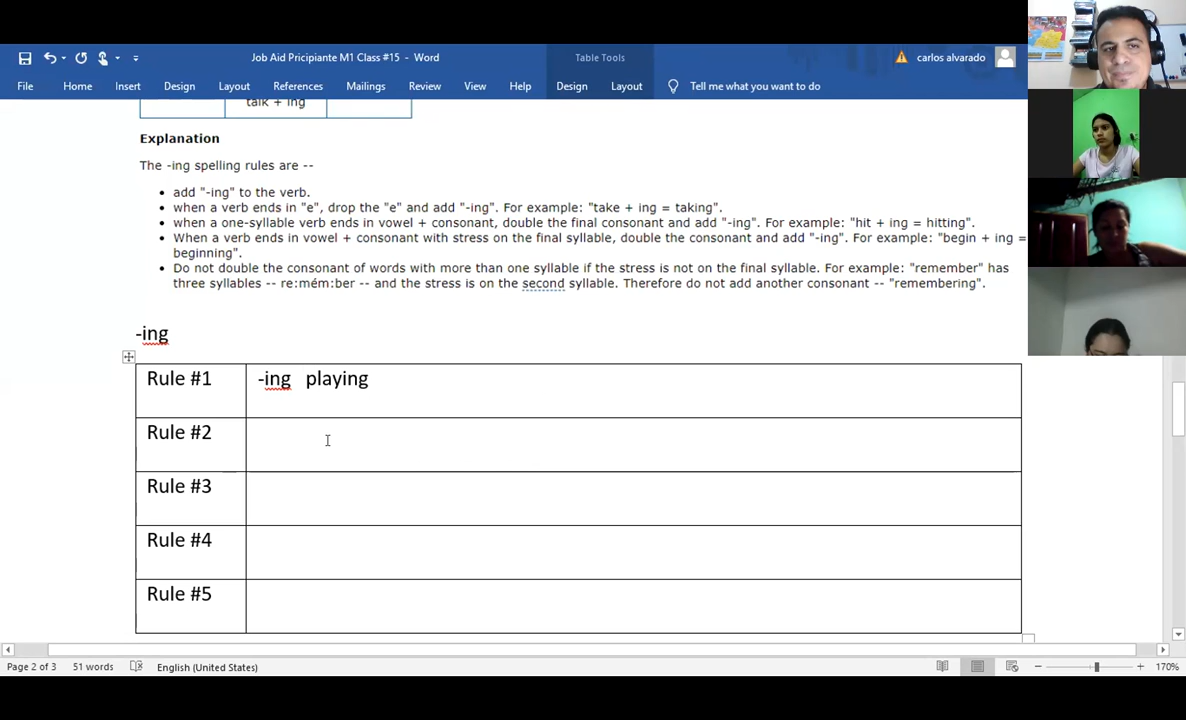 Job Aid Pricipiante M1 Class #15 - Word
Table Tools
carlos alvarado
File Home Insert Design Layout References Mailings Review View Help Design Layout Tell me what you want to do
talk + ing
Explanation
The -ing spelling rules are --
• add "-ing" to the verb.
• when a verb ends in "e", drop the "e" and add "-ing". For example: "take + ing = taking".
• when a one-syllable verb ends in vowel + consonant, double the final consonant and add "-ing". For example: "hit + ing = hitting".
• When a verb ends in vowel + consonant with stress on the final syllable, double the consonant and add "-ing". For example: "begin + ing =
beginning".
• Do not double the consonant of words with more than one syllable if the stress is not on the final syllable. For example: "remember" has
three syllables -- re:mém:ber -- and the stress is on the second syllable. Therefore do not add another consonant -- "remembering".
-ing
Rule #1 -ing playing
Rule #2
Rule #3
Rule #4
Rule #5
Page 2 of 3 51 words English (United States) 170%